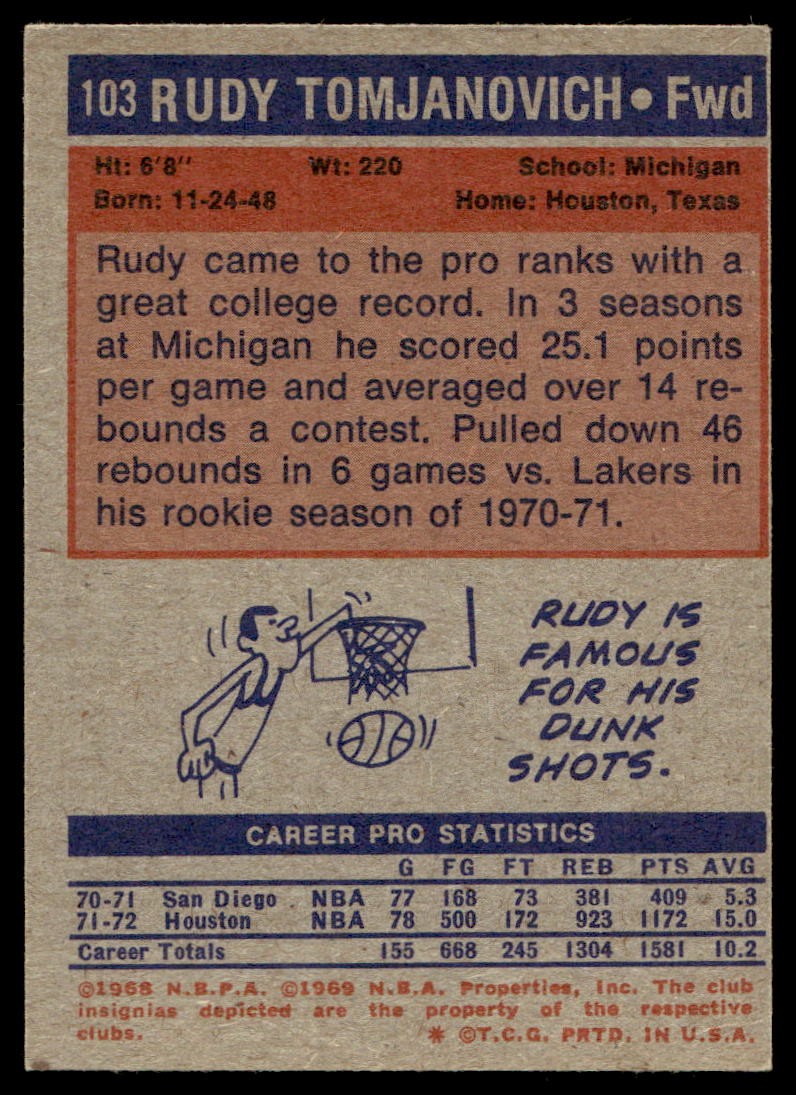 103 RUDY TOMJANOVICH • Fwd
Ht: 6'8" Wt: 220 School: Michigan
Born: 11-24-48 Home: Houston, Texas
Rudy came to the pro ranks with a
great college record. In 3 seasons
at Michigan he scored 25.1 points
per game and averaged over 14 re-
bounds a contest. Pulled down 46
rebounds in 6 games vs. Lakers in
his rookie season of 1970-71.
RUDY IS
FAMOUS
FOR HIS
DUNK
SHOTS.
CAREER PRO STATISTICS
G FG FT REB PTS AVG
70-71 San Diego NBA 77 168 73 381 409 5.3
71-72 Houston NBA 78 500 172 923 1172 15.0
Career Totals 155 668 245 1304 1581 10.2
©1968 N.B.P.A. ©1969 N.B.A. Properties, Inc. The club
insignias depicted are the property of the respective
clubs. * ©T.C.G. PRTD. IN U.S.A.